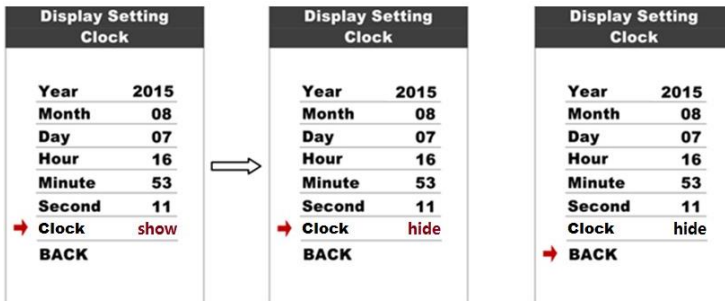 Display Setting
Clock
Year 2015
Month 08
Day 07
Hour 16
Minute 53
Second 11
Clock show
BACK
Display Setting
Clock
Year 2015
Month 08
Day 07
Hour 16
Minute 53
Second 11
Clock hide
BACK
Display Setting
Clock
Year 2015
Month 08
Day 07
Hour 16
Minute 53
Second 11
Clock hide
BACK